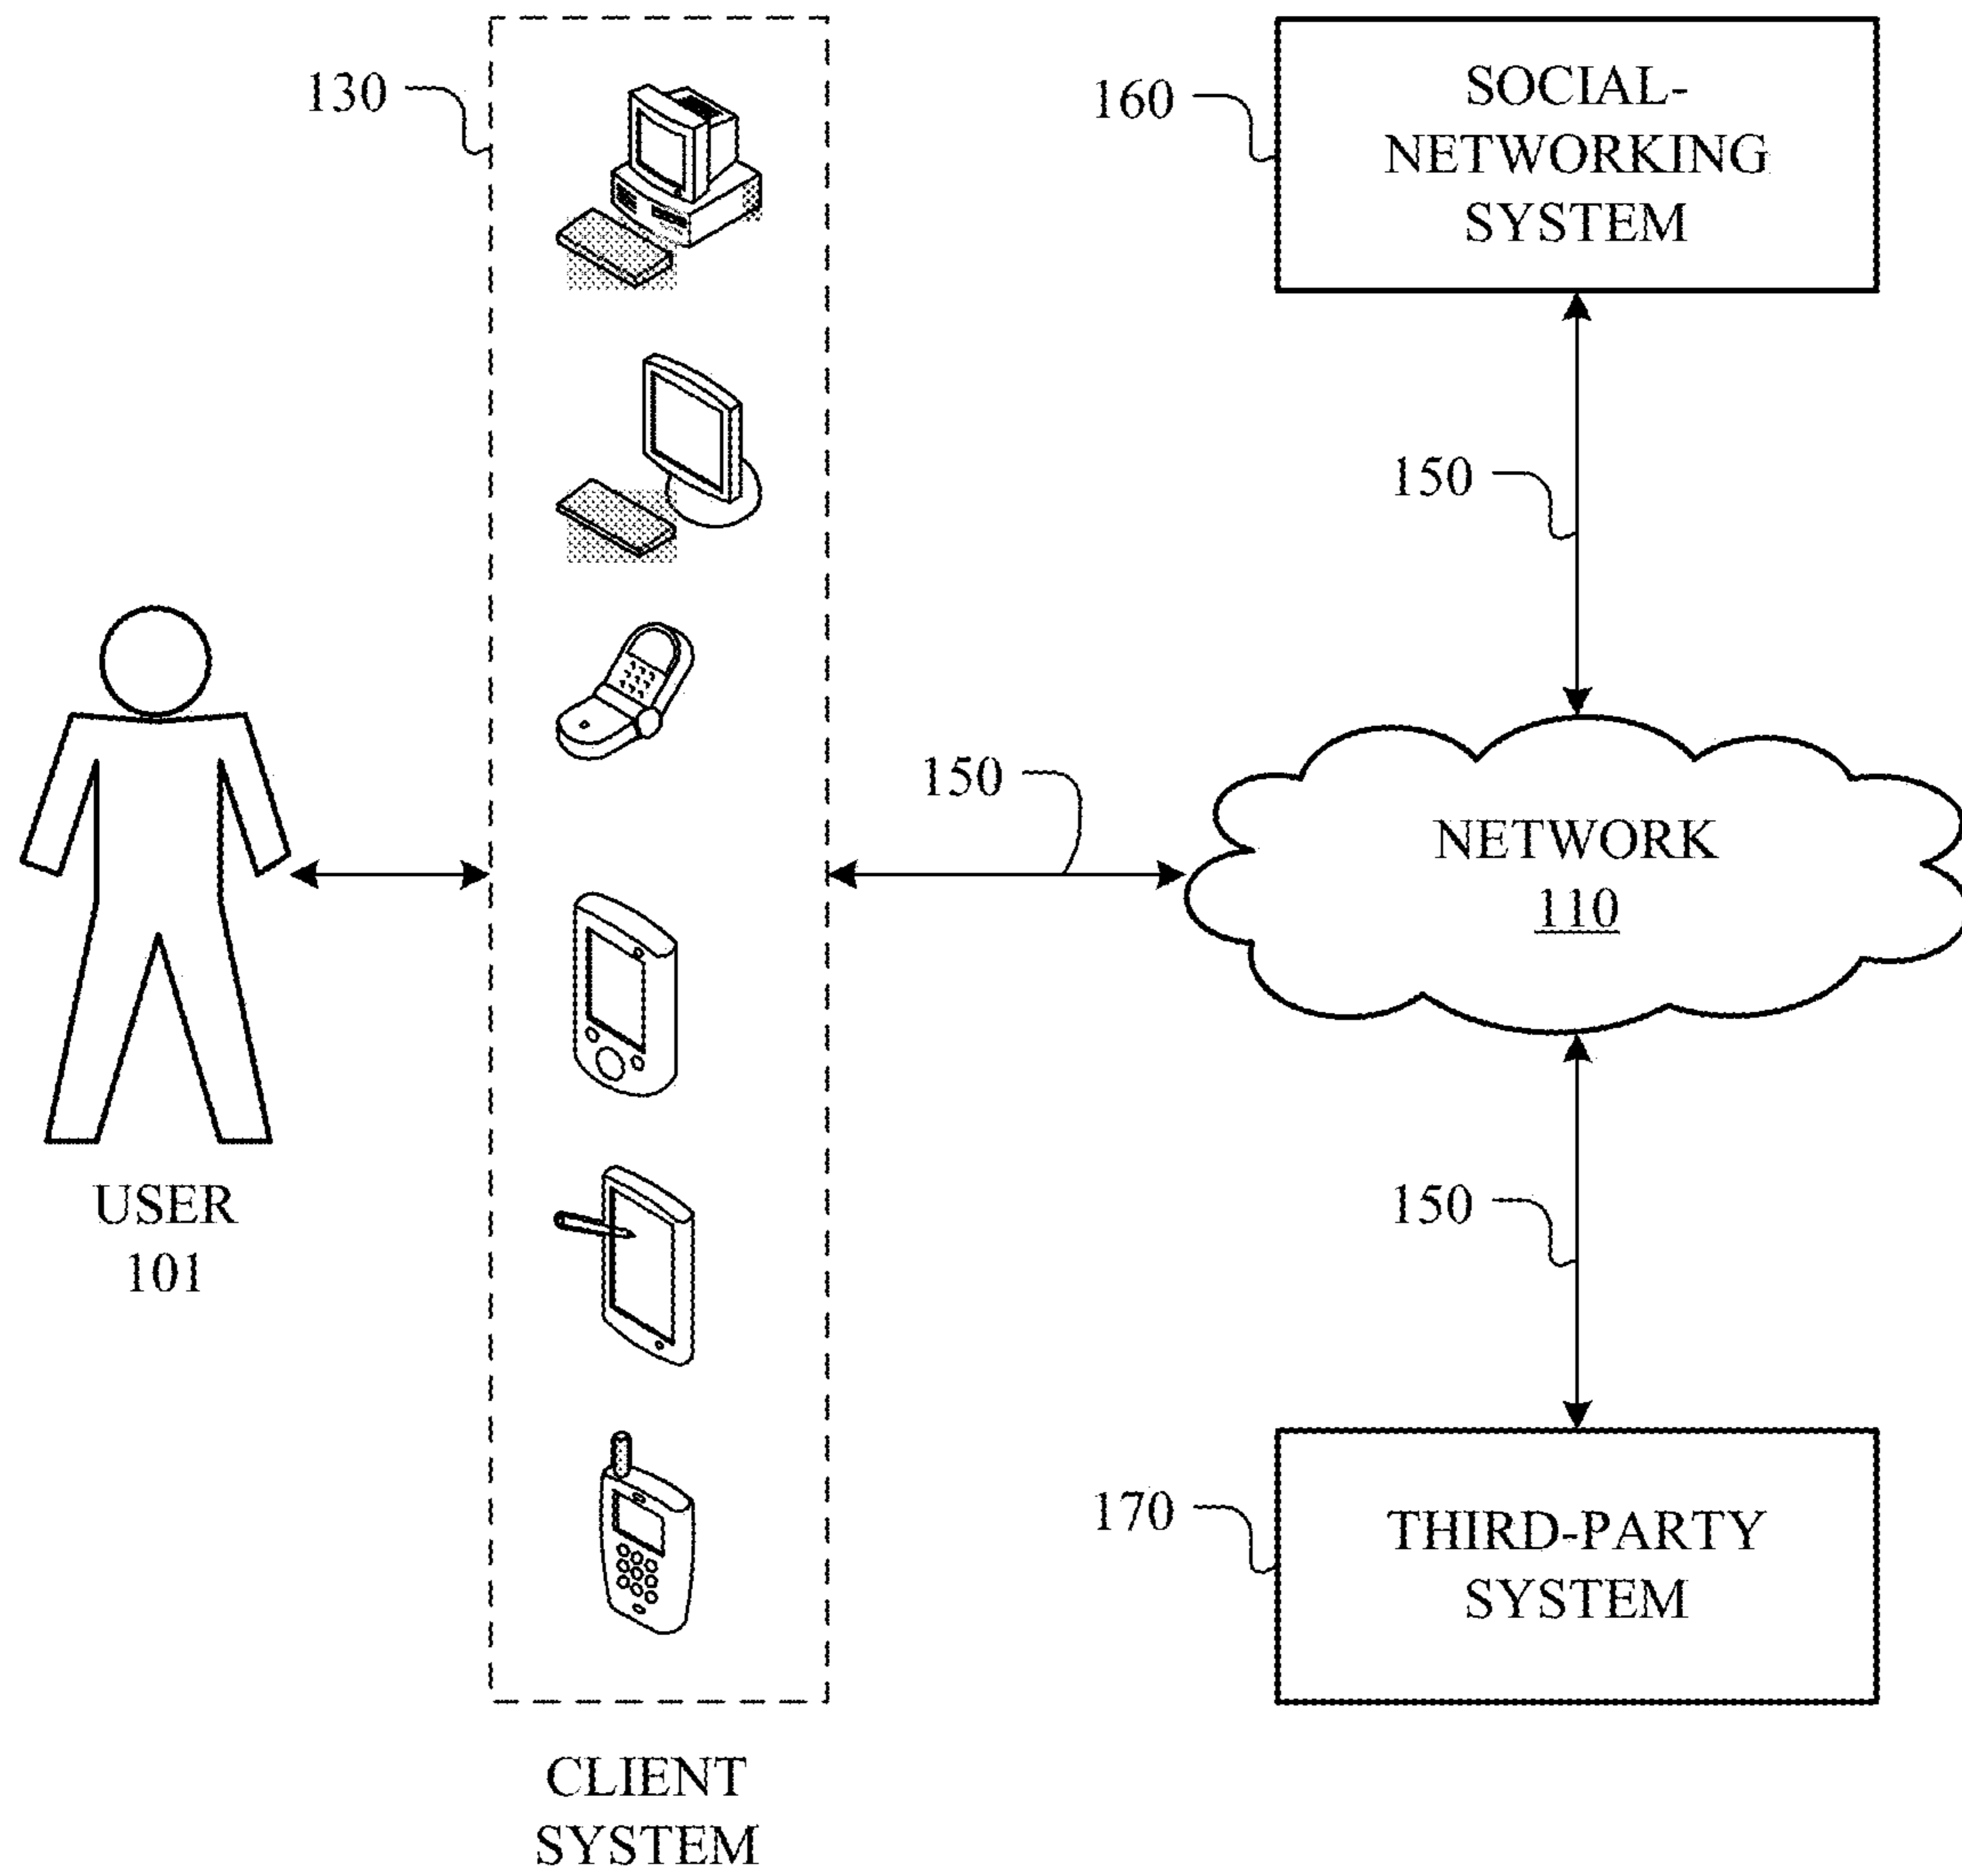 130
160
SOCIAL-
NETWORKING
SYSTEM
150
150
NETWORK
110
USER
101
150
170
THIRD-PARTY
SYSTEM
CLIENT
SYSTEM